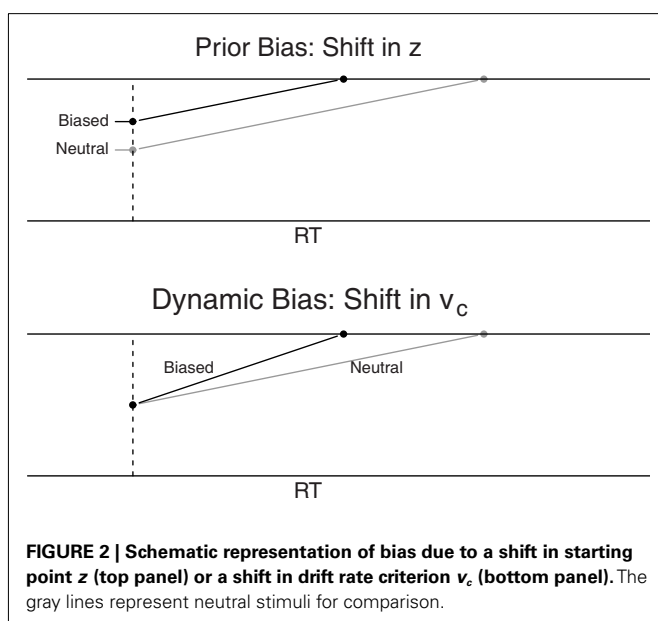 Prior Bias: Shift in z
Biased
Neutral
RT
Dynamic Bias: Shift in v_c
Biased Neutral
RT
FIGURE 2 | Schematic representation of bias due to a shift in starting
point z (top panel) or a shift in drift rate criterion v_c (bottom panel). The
gray lines represent neutral stimuli for comparison.